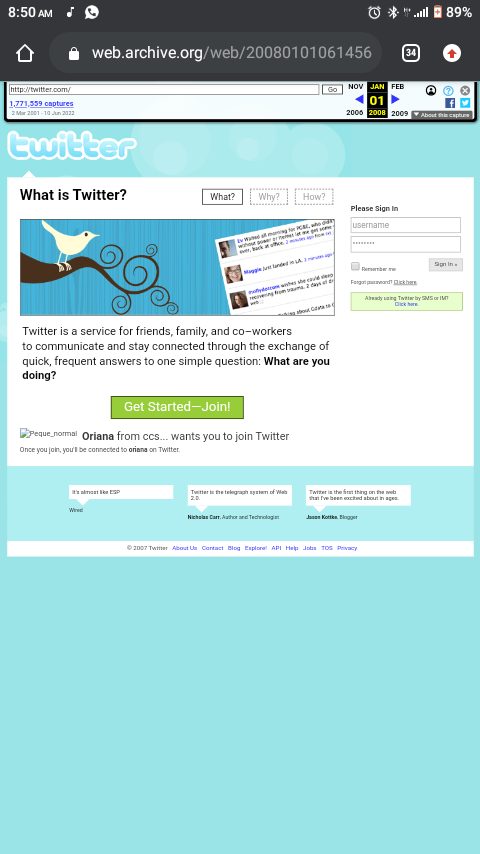 8:50 AM
89%
web.archive.org/web/20080101061456
34
http://twitter.com/
Go
NOV
JAN
FEB
1,771,559 captures
01
2 Mar 2001 - 10 Jun 2022
2006
2008
2009
About this capture
twitter
What is Twitter?
What?
Why?
How?
Please Sign In
username
Remember me
Sign In »
Forgot password? Click here.
Already using Twitter by SMS or IM?
Click here.
Maggie just landed in LA.
Twitter is a service for friends, family, and co–workers
to communicate and stay connected through the exchange of
quick, frequent answers to one simple question: What are you
doing?
Get Started—Join!
Peque_normal
Oriana from ccs... wants you to join Twitter
Once you join, you'll be connected to oriana on Twitter.
It's almost like ESP
Wired
Twitter is the telegraph system of Web
2.0.
Nicholas Carr, Author and Technologist
Twitter is the first thing on the web
that I've been excited about in ages.
Jason Kottke, Blogger
© 2007 Twitter About Us Contact Blog Explore! API Help Jobs TOS Privacy